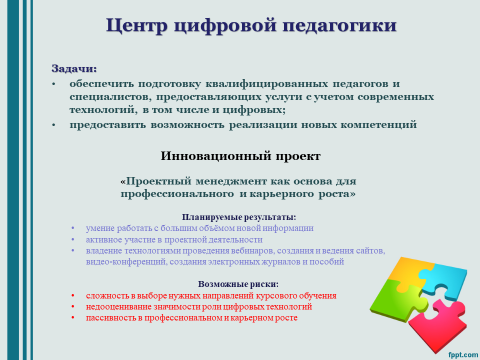 Центр цифровой педагогики
Задачи:
• обеспечить подготовку квалифицированных педагогов и
специалистов, предоставляющих услуги с учетом современных
технологий, в том числе и цифровых;
• предоставить возможность реализации новых компетенций
Инновационный проект
«Проектный менеджмент как основа для
профессионального и карьерного роста»
Планируемые результаты:
• умение работать с большим объёмом новой информации
• активное участие в проектной деятельности
• владение технологиями проведения вебинаров, создания и ведения сайтов,
видео-конференций, создания электронных журналов и пособий
Возможные риски:
• сложность в выборе нужных направлений курсового обучения
• недооценивание значимости роли цифровых технологий
• пассивность в профессиональном и карьерном росте
fppt.com